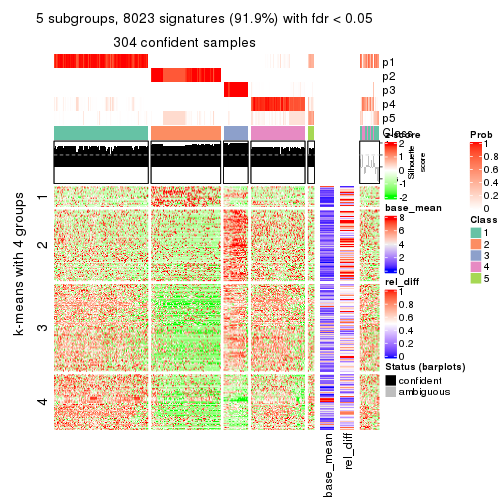 5 subgroups, 8023 signatures (91.9%) with fdr < 0.05
304 confident samples
p1
p2
p3
p4
p5
Class
Silhouette
score
k-means with 4 groups
1
2
3
4
base_mean
rel_diff
z-score
2
1
0
-1
-2
base_mean
8
6
4
2
0
rel_diff
1
0.8
0.6
0.4
0.2
0
Status (barplots)
confident
ambiguous
Prob
1
0.8
0.6
0.4
0.2
0
Class
1
2
3
4
5